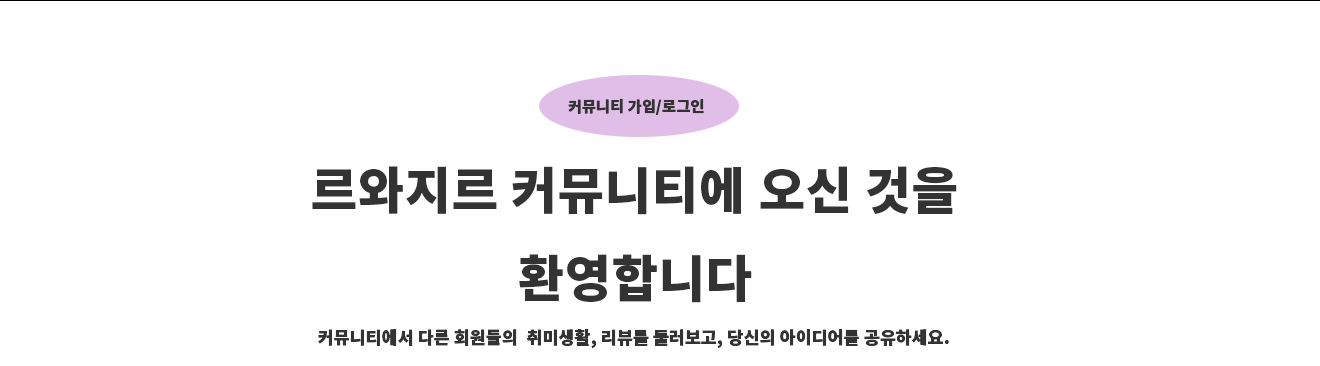 커뮤니티 가입/로그인
르와지르 커뮤니티에 오신 것을
환영합니다
커뮤니티에서 다른 회원들의 취미생활, 리뷰를 둘러보고, 당신의 아이디어를 공유하세요.